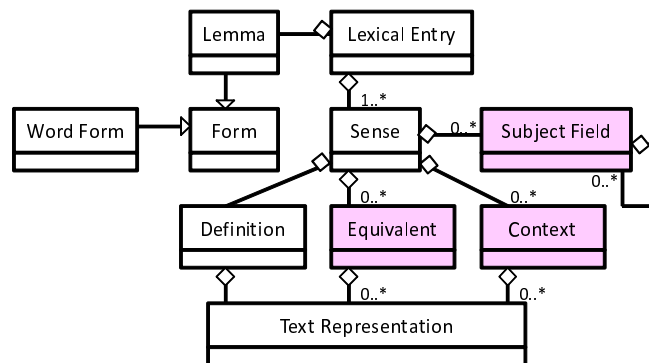 Lemma
Lexical Entry
1..*
Word Form
Form
Sense
0..*
Subject Field
0..*
0..*
0..*
Definition
Equivalent
Context
0..*
0..*
Text Representation